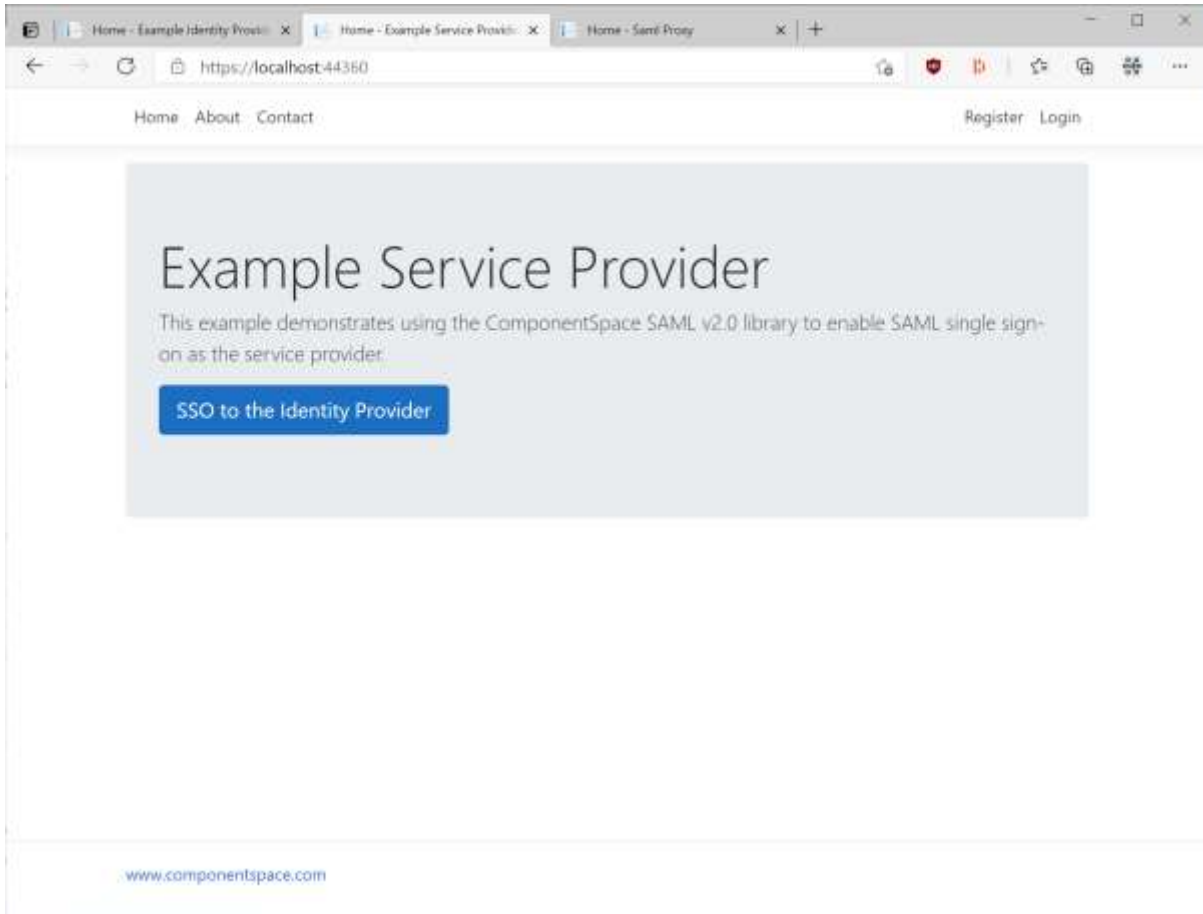 Home - Example Identity Provid
Home - Example Service Provid
Home - Saml Proxy
https://localhost:44360
Home About Contact
Register Login
Example Service Provider
This example demonstrates using the ComponentSpace SAML v2.0 library to enable SAML single sign-
on as the service provider.
SSO to the Identity Provider
www.componentspace.com